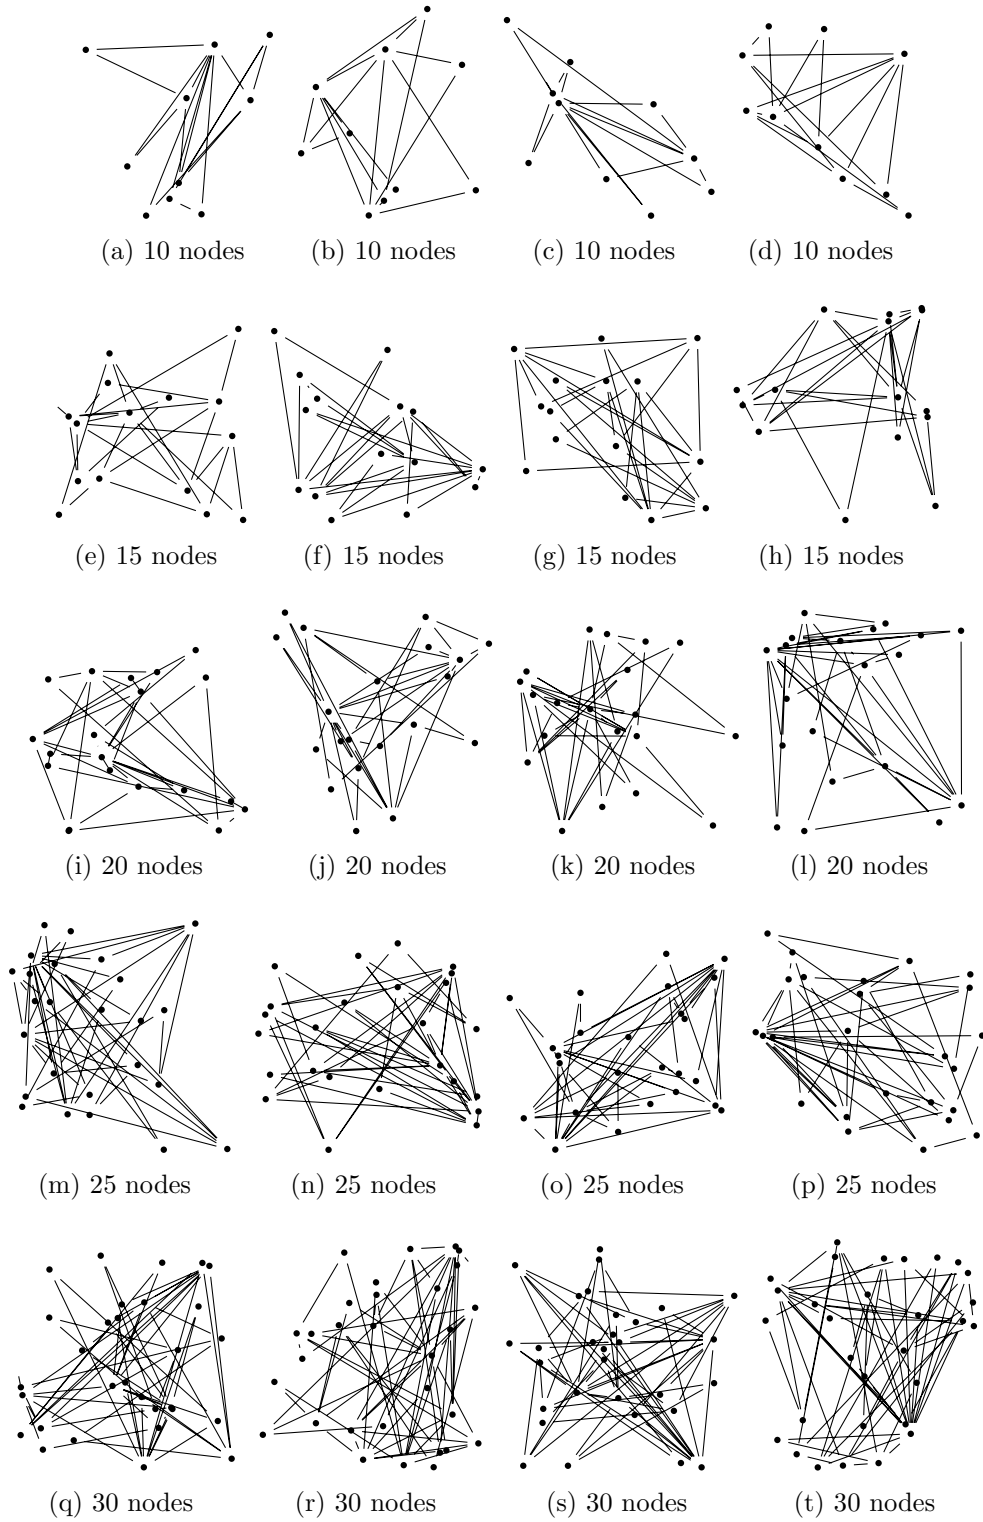 (a) 10 nodes (b) 10 nodes (c) 10 nodes (d) 10 nodes
(e) 15 nodes (f) 15 nodes (g) 15 nodes (h) 15 nodes
(i) 20 nodes (j) 20 nodes (k) 20 nodes (l) 20 nodes
(m) 25 nodes (n) 25 nodes (o) 25 nodes (p) 25 nodes
(q) 30 nodes (r) 30 nodes (s) 30 nodes (t) 30 nodes